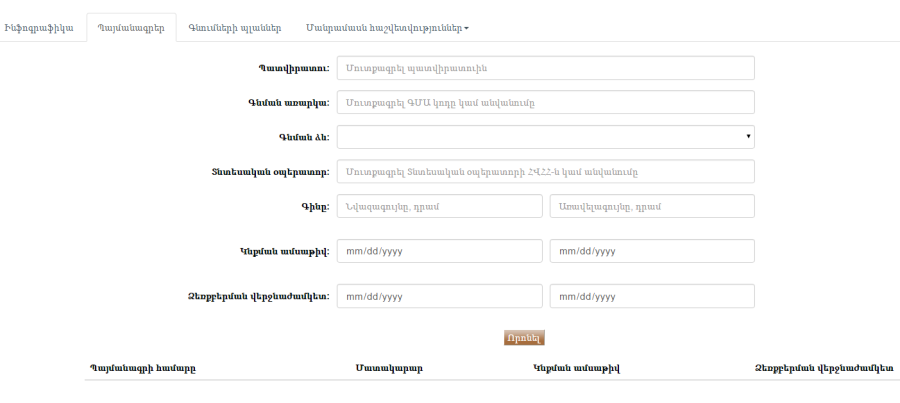 Ինֆոգրաֆիկա Պայմանագրեր Գնումների պլաններ Մանրամասն հաշվետվություններ
Պատվիրատու: Մուտքագրել պատվիրատուին
Գնման առարկա: Մուտքագրել ԳՄԱ կոդը կամ անվանումը
Գնման ձև:
Տնտեսական օպերատոր: Մուտքագրել Տնտեսական օպերատորի ՀՎՀՀ-ն կամ անվանումը
Գինը: Նվազագույնը, դրամ Առավելագույնը, դրամ
Կնքման ամսաթիվ: mm/dd/yyyy mm/dd/yyyy
Ձեռքբերման վերջնաժամկետ: mm/dd/yyyy mm/dd/yyyy
Որոնել
Պայմանագրի համարը Մատակարար Կնքման ամսաթիվ Ձեռքբերման վերջնաժամկետ